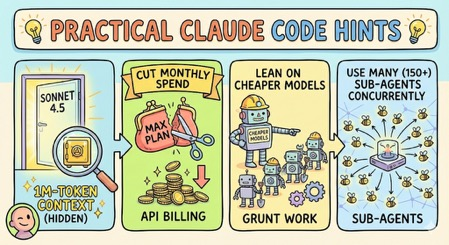 PRACTICAL CLAUDE CODE HINTS
SONNET
4.5
1M-TOKEN
CONTEXT
(HIDDEN)
CUT MONTHLY
SPEND
MAX
PLAN
API BILLING
LEAN ON
CHEAPER MODELS
CHEAPER
MODELS
GRUNT WORK
USE MANY (150+)
SUB-AGENTS
CONCURRENTLY
SUB-AGENTS